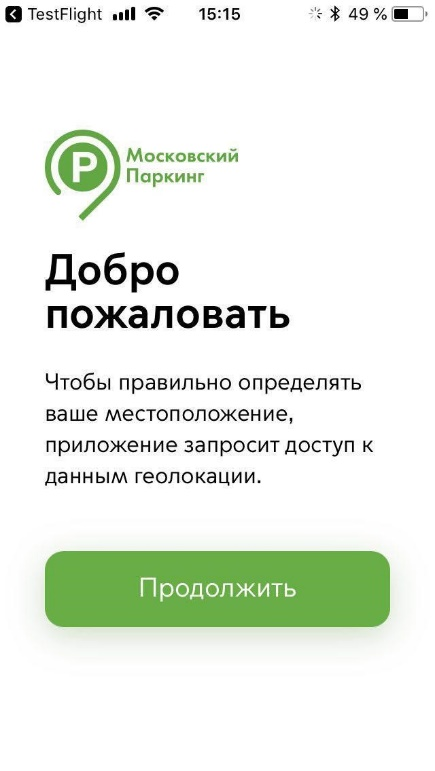 TestFlight 15:15 49 %
P
Московский
Паркинг
Добро
пожаловать
Чтобы правильно определять
ваше местоположение,
приложение запросит доступ к
данным геолокации.
Продолжить